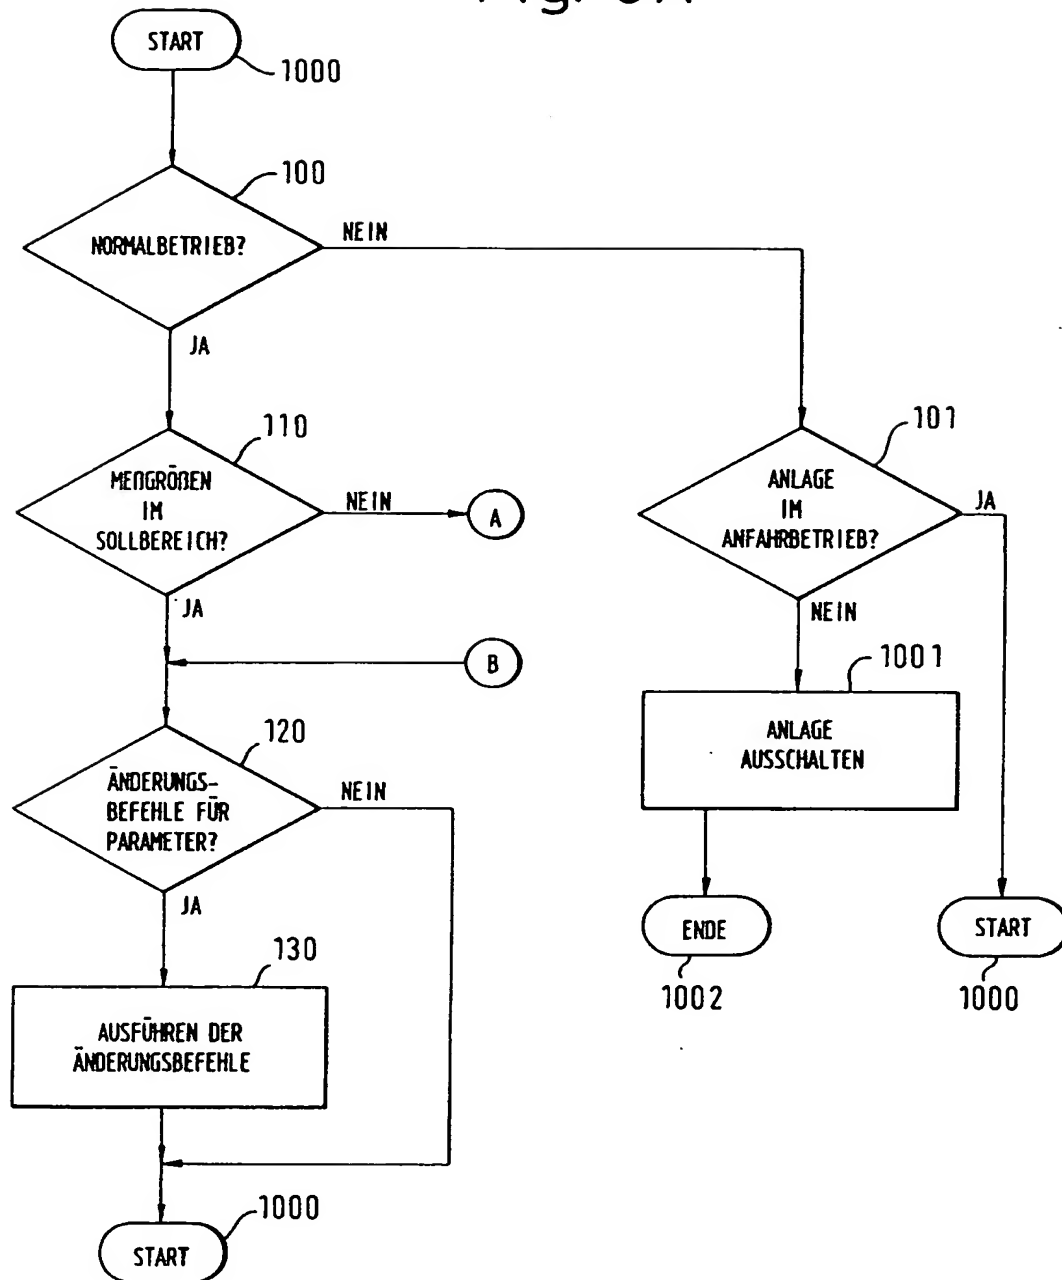 START
1000
100
NORMALBETRIEB?
NEIN
JA
110
MEßGRÖßEN
IM
SOLLBEREICH?
NEIN
A
JA
B
101
ANLAGE
IM
ANFAHRBETRIEB?
JA
NEIN
1001
ANLAGE
AUSSCHALTEN
120
ÄNDERUNGS-
BEFEHLE FÜR
PARAMETER?
NEIN
JA
ENDE
1002
START
1000
130
AUSFÜHREN DER
ÄNDERUNGSBEFEHLE
1000
START